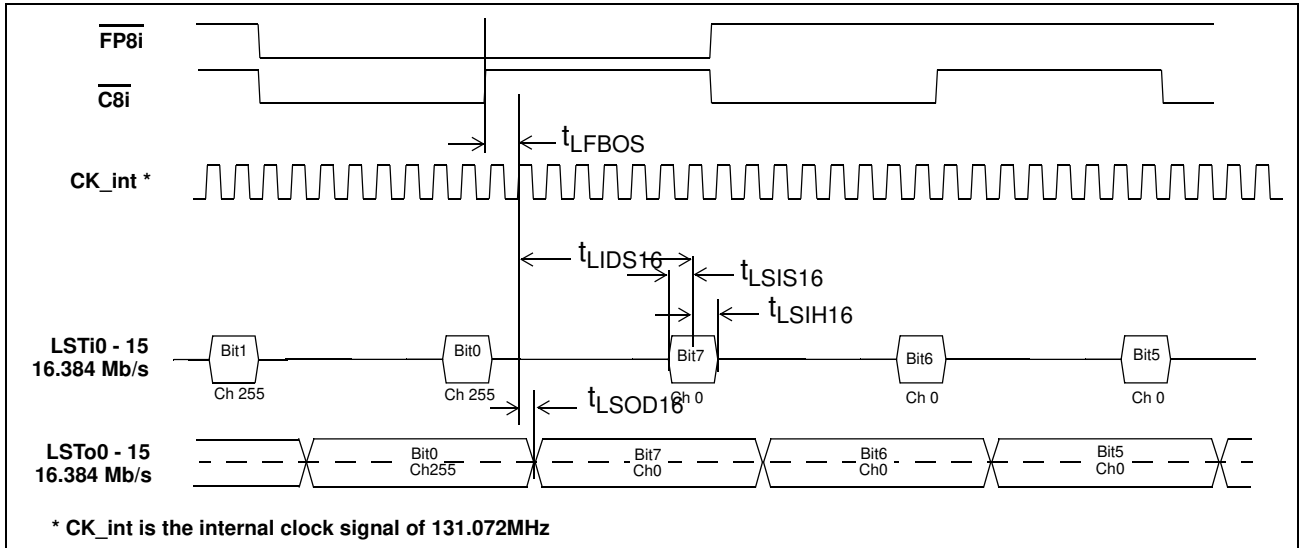 FP8i
C8i
tLFBOS
CK_int *
tLIDS16
tLSIS16
tLSIH16
LSTi0 - 15
16.384 Mb/s
Bit1
Bit0
Bit7
Bit6
Bit5
Ch 255
Ch 255
Ch 0
Ch 0
Ch 0
tLSOD16
LSTo0 - 15
16.384 Mb/s
Bit0
Ch255
Bit7
Ch0
Bit6
Ch0
Bit5
Ch0
* CK_int is the internal clock signal of 131.072MHz